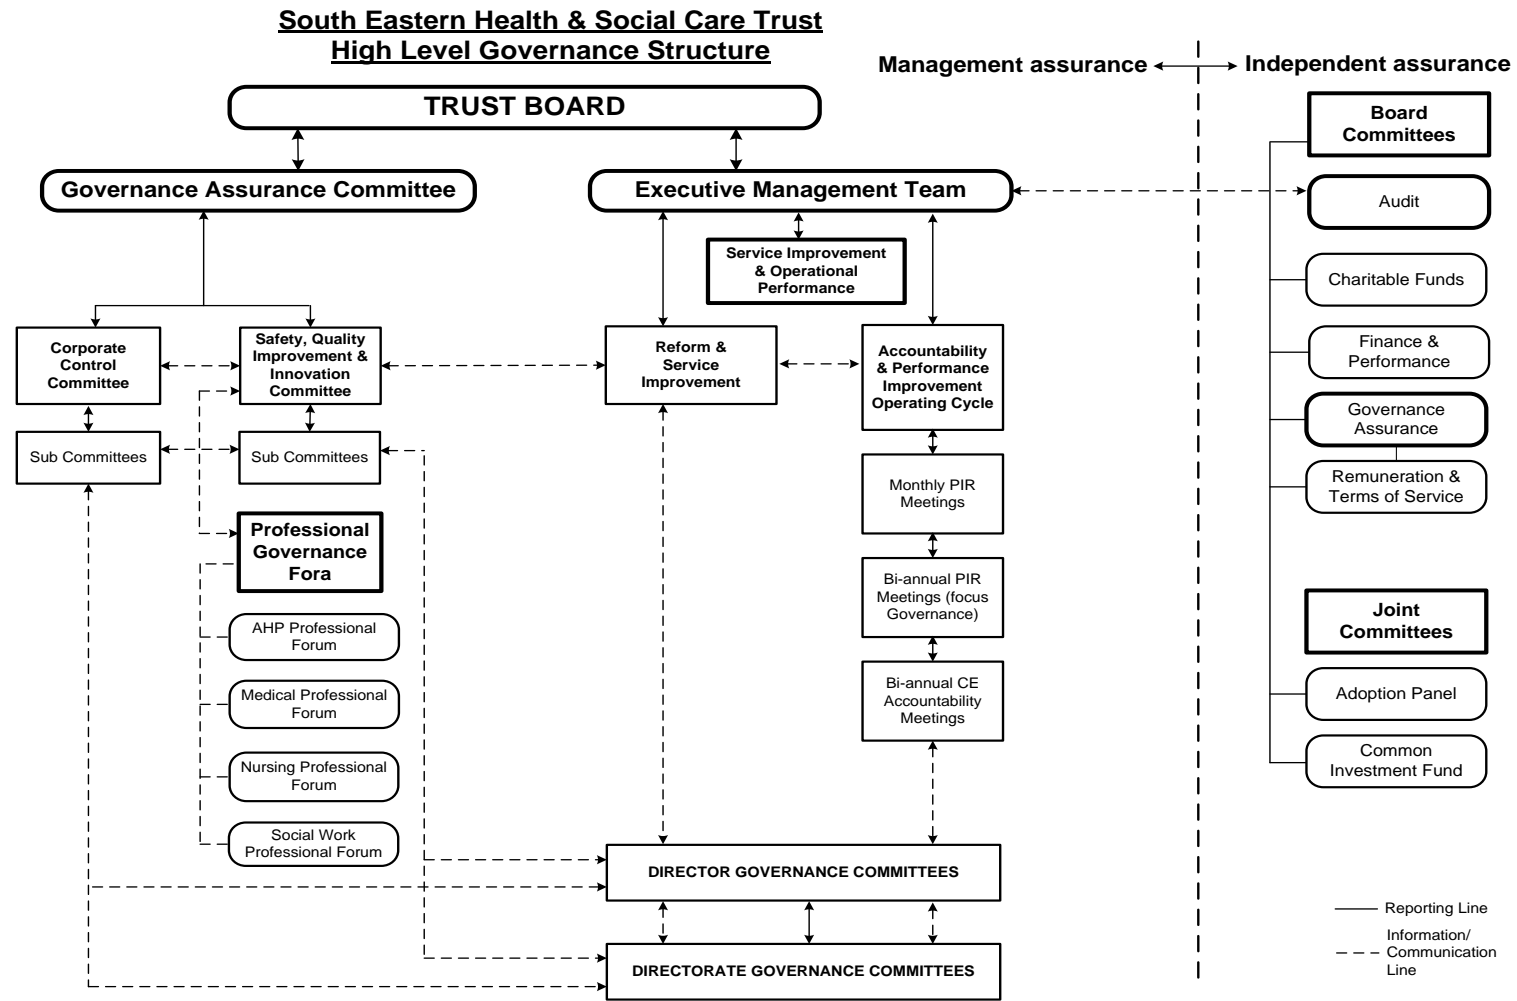 South Eastern Health & Social Care Trust
High Level Governance Structure
Management assurance
Independent assurance
TRUST BOARD
Governance Assurance Committee
Executive Management Team
Service Improvement
& Operational
Performance
Corporate
Control
Committee
Safety, Quality
Improvement &
Innovation
Committee
Reform &
Service
Improvement
Accountability
& Performance
Improvement
Operating Cycle
Sub Committees
Sub Committees
Monthly PIR
Meetings
Professional
Governance
Fora
Bi-annual PIR
Meetings (focus
Governance)
AHP Professional
Forum
Bi-annual CE
Accountability
Meetings
Medical Professional
Forum
Nursing Professional
Forum
Social Work
Professional Forum
DIRECTOR GOVERNANCE COMMITTEES
DIRECTORATE GOVERNANCE COMMITTEES
Board
Committees
Audit
Charitable Funds
Finance &
Performance
Governance
Assurance
Remuneration &
Terms of Service
Joint
Committees
Adoption Panel
Common
Investment Fund
Reporting Line
Information/
Communication
Line